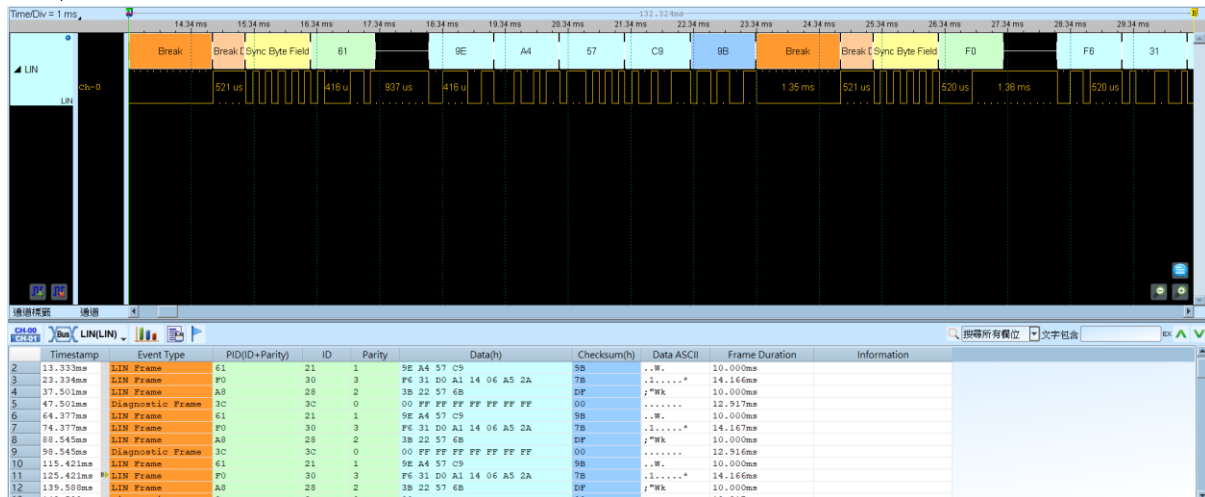 Time/Div = 1 ms
132.324ms
14.34 ms 15.34 ms 16.34 ms 17.34 ms 18.34 ms 19.34 ms 20.34 ms 21.34 ms 22.34 ms 23.34 ms 24.34 ms 25.34 ms 26.34 ms 27.34 ms 28.34 ms 29.34 ms
Break Break D Sync Byte Field 61 9E A4 57 C9 9B Break Break D Sync Byte Field F0 F6 31
LIN
Ch-0 521 us 416 u 937 us 416 u 1.35 ms 521 us 520 us 1.36 ms 520 us
LIN
通道標籤 通道
CH-00
CH-01 Bus LIN(LIN) 搜尋所有欄位 文字包含 EX
Timestamp Event Type PID(ID+Parity) ID Parity Data(h) Checksum(h) Data ASCII Frame Duration Information
2 13.333ms LIN Frame 61 21 1 9E A4 57 C9 9B ..W. 10.000ms
3 23.334ms LIN Frame F0 30 3 F6 31 D0 A1 14 06 A5 2A 7B .1.....* 14.166ms
4 37.501ms LIN Frame A8 28 2 3B 22 57 6B DF ;"Wk 10.000ms
5 47.501ms Diagnostic Frame 3C 3C 0 00 FF FF FF FF FF FF FF 00 ....... 12.917ms
6 64.377ms LIN Frame 61 21 1 9E A4 57 C9 9B ..W. 10.000ms
7 74.377ms LIN Frame F0 30 3 F6 31 D0 A1 14 06 A5 2A 7B .1.....* 14.167ms
8 88.545ms LIN Frame A8 28 2 3B 22 57 6B DF ;"Wk 10.000ms
9 98.545ms Diagnostic Frame 3C 3C 0 00 FF FF FF FF FF FF FF 00 ....... 12.916ms
10 115.421ms LIN Frame 61 21 1 9E A4 57 C9 9B ..W. 10.000ms
11 125.421ms LIN Frame F0 30 3 F6 31 D0 A1 14 06 A5 2A 7B .1.....* 14.166ms
12 139.588ms LIN Frame A8 28 2 3B 22 57 6B DF ;"Wk 10.000ms